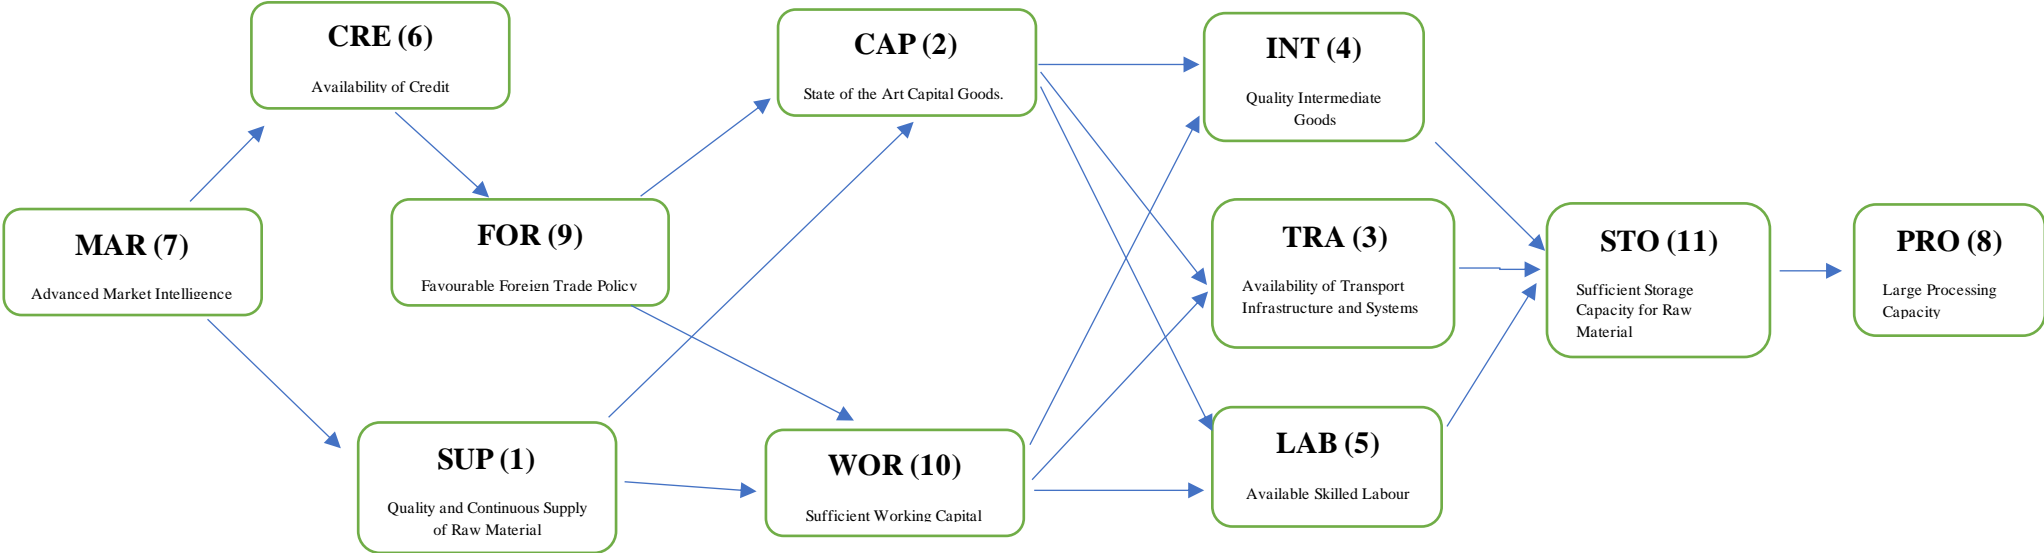 CRE (6)
Availability of Credit
CAP (2)
State of the Art Capital Goods.
INT (4)
Quality Intermediate
Goods
MAR (7)
Advanced Market Intelligence
FOR (9)
Favourable Foreign Trade Policy
TRA (3)
Availability of Transport
Infrastructure and Systems
STO (11)
Sufficient Storage
Capacity for Raw
Material
PRO (8)
Large Processing
Capacity
SUP (1)
Quality and Continuous Supply
of Raw Material
WOR (10)
Sufficient Working Capital
LAB (5)
Available Skilled Labour